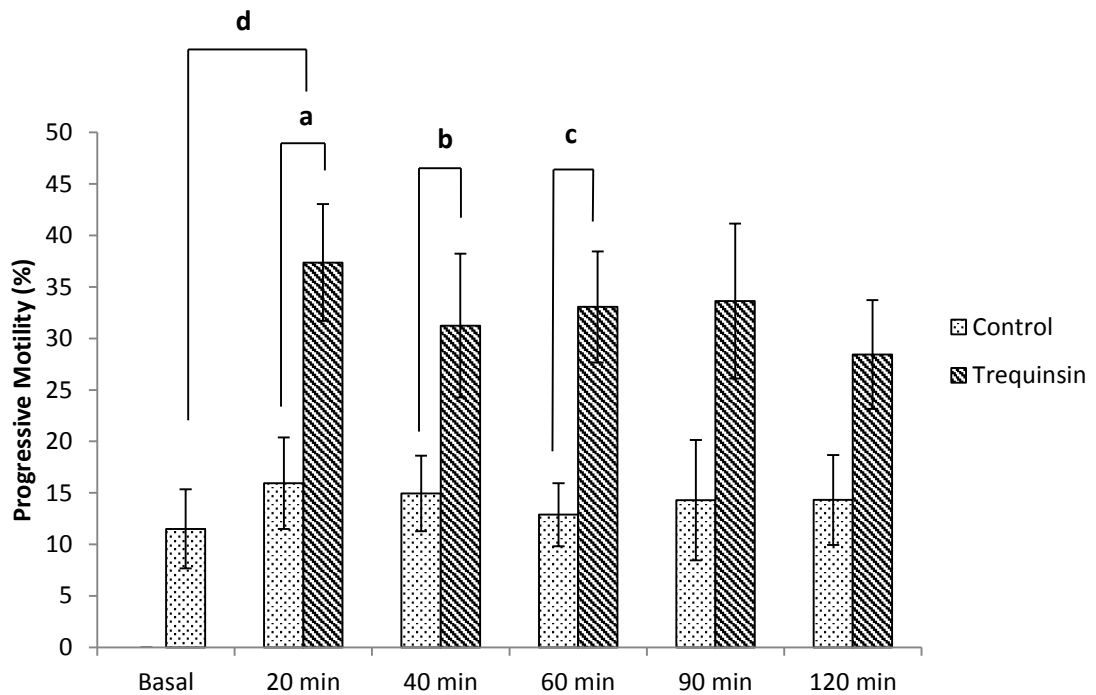 d
a
b
c
50
45
40
35
30
25
20
15
10
5
0
Progressive Motility (%)
Basal 20 min 40 min 60 min 90 min 120 min
Control
Trequinsin